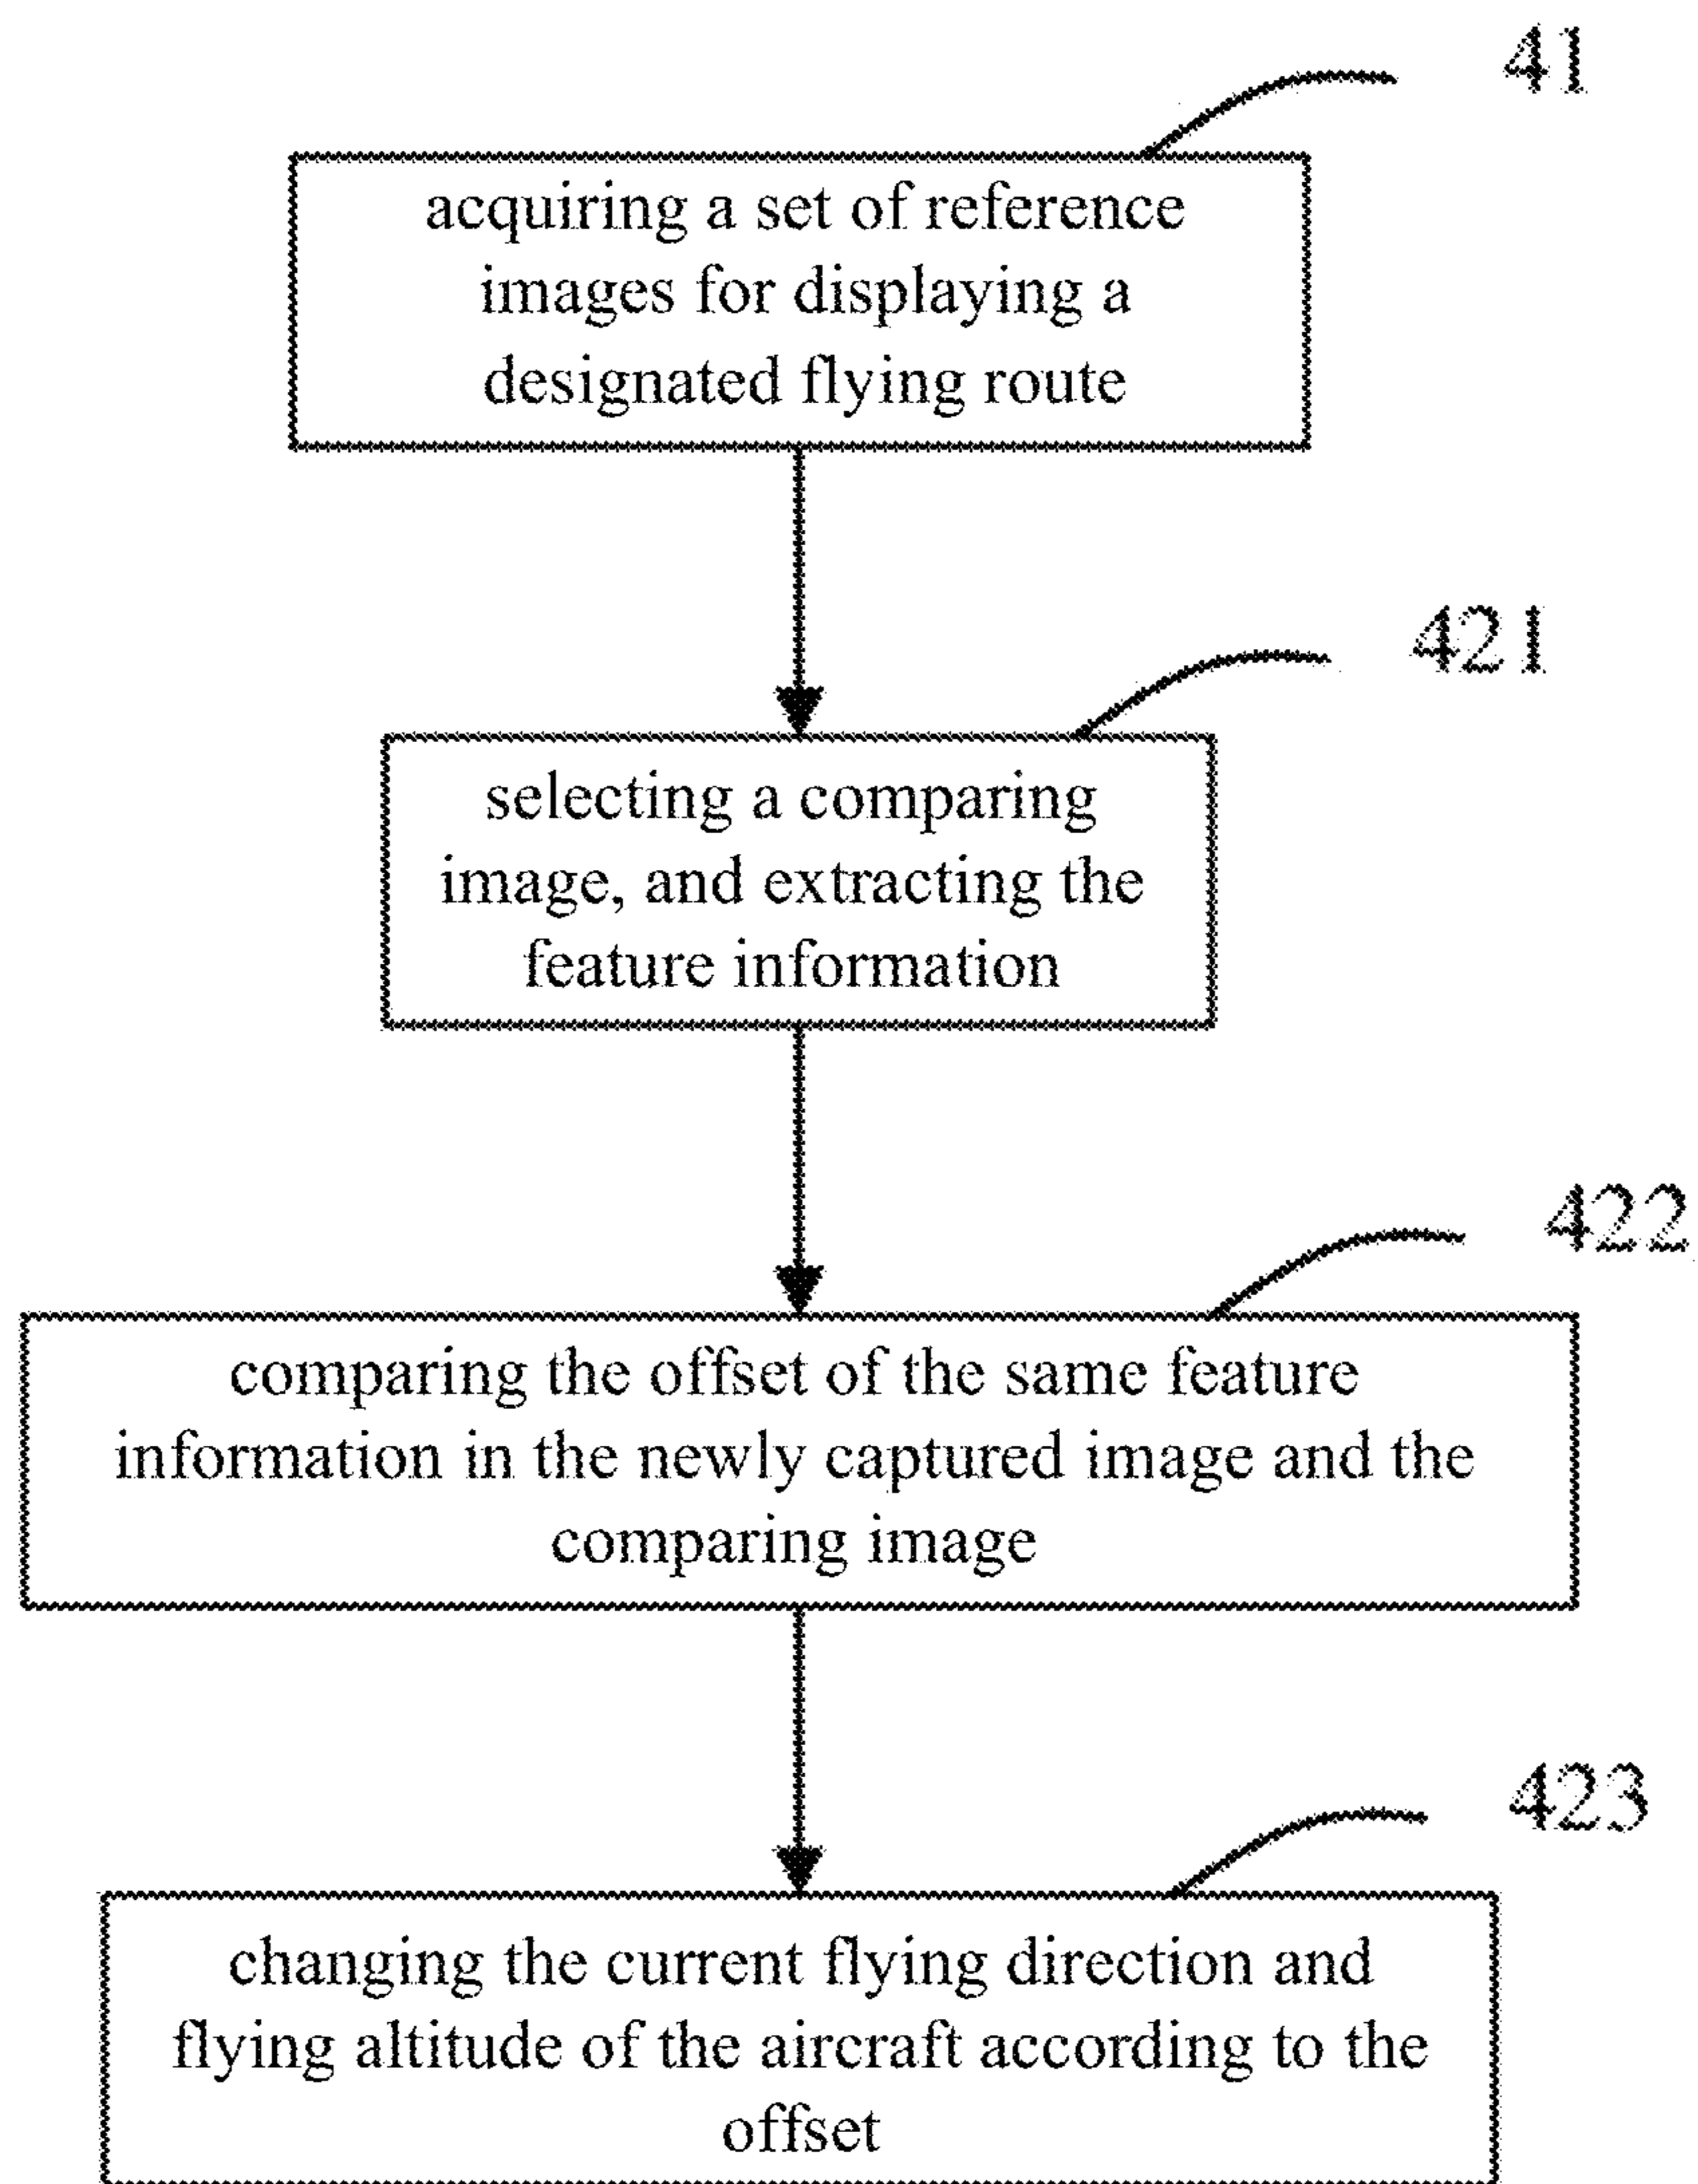 41
acquiring a set of reference
images for displaying a
designated flying route
421
selecting a comparing
image, and extracting the
feature information
422
comparing the offset of the same feature
information in the newly captured image and the
comparing image
423
changing the current flying direction and
flying altitude of the aircraft according to the
offset